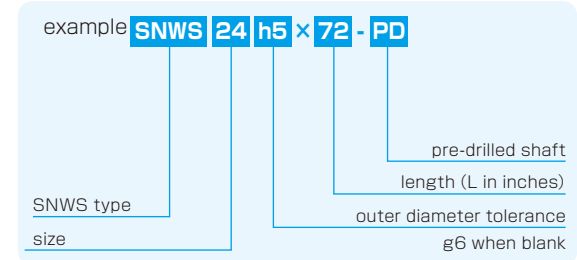 example SNWS 24 h5 × 72 - PD
pre-drilled shaft
length (L in inches)
SNWS type
outer diameter tolerance
size
g6 when blank